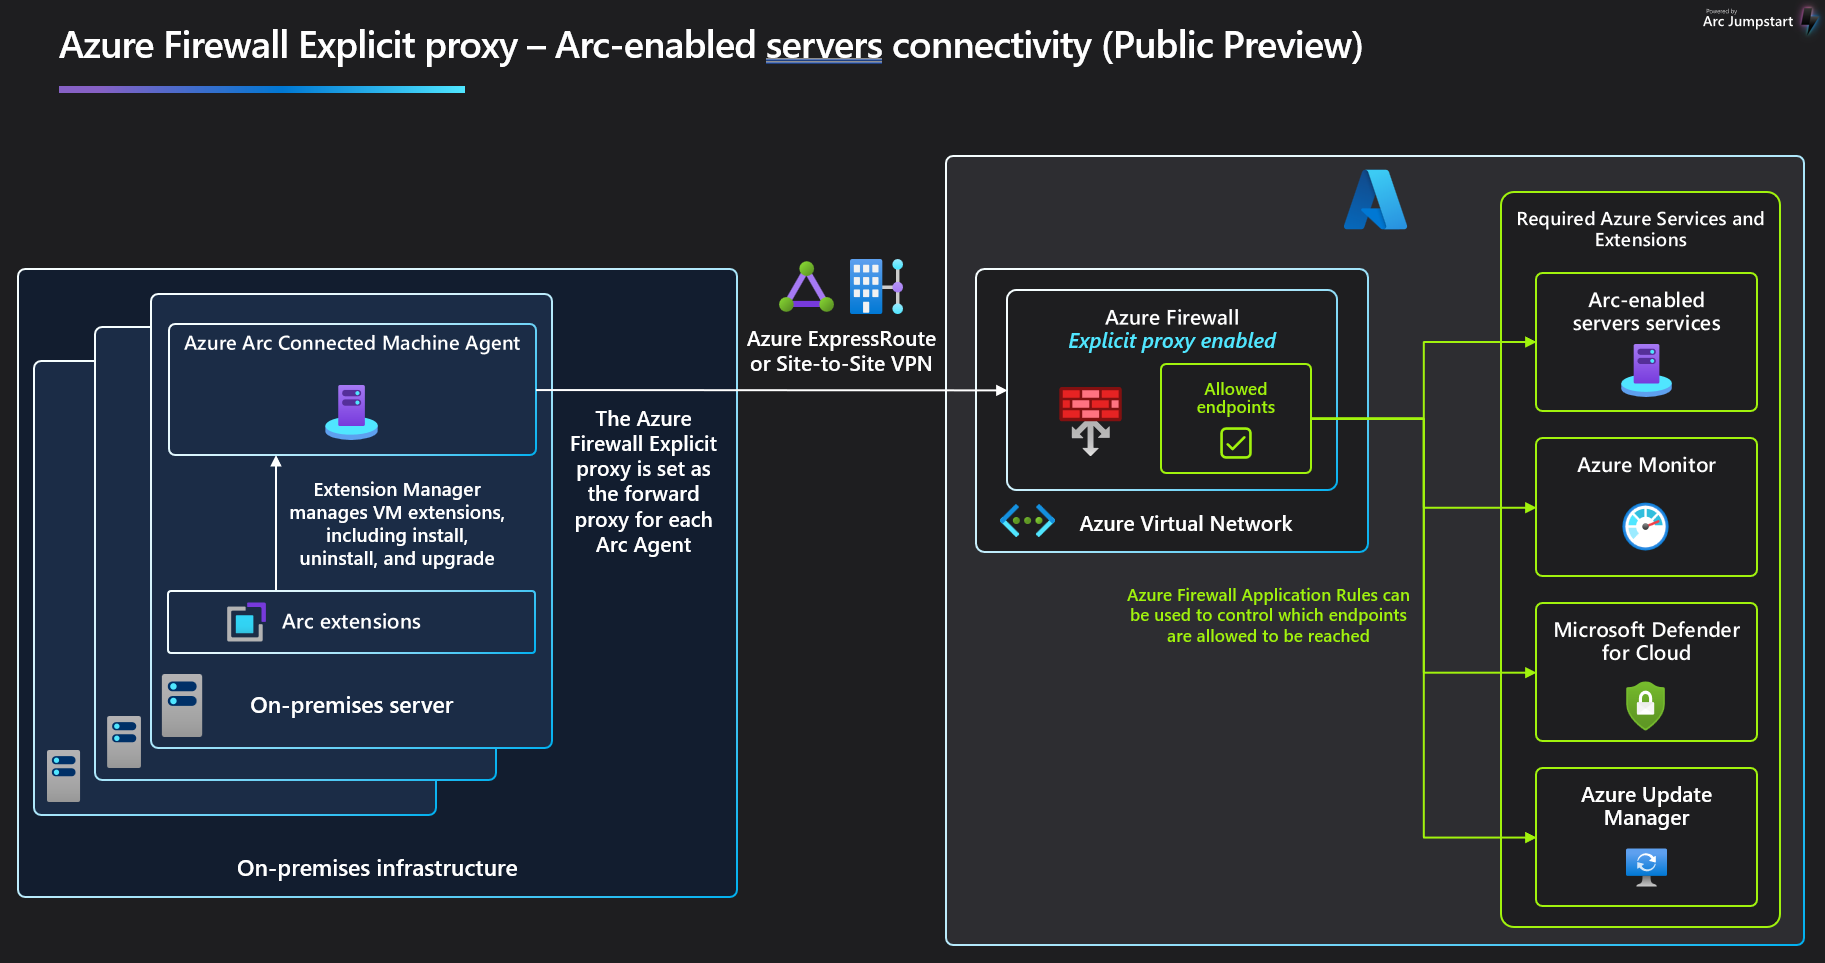 Powered by
Arc Jumpstart
Azure Firewall Explicit proxy – Arc-enabled servers connectivity (Public Preview)
Azure Arc Connected Machine Agent
Extension Manager
manages VM extensions,
including install,
uninstall, and upgrade
Arc extensions
On-premises server
On-premises infrastructure
The Azure
Firewall Explicit
proxy is set as
the forward
proxy for each
Arc Agent
Azure ExpressRoute
or Site-to-Site VPN
Azure Firewall
Explicit proxy enabled
Allowed
endpoints
Azure Virtual Network
Azure Firewall Application Rules can
be used to control which endpoints
are allowed to be reached
Required Azure Services and
Extensions
Arc-enabled
servers services
Azure Monitor
Microsoft Defender
for Cloud
Azure Update
Manager